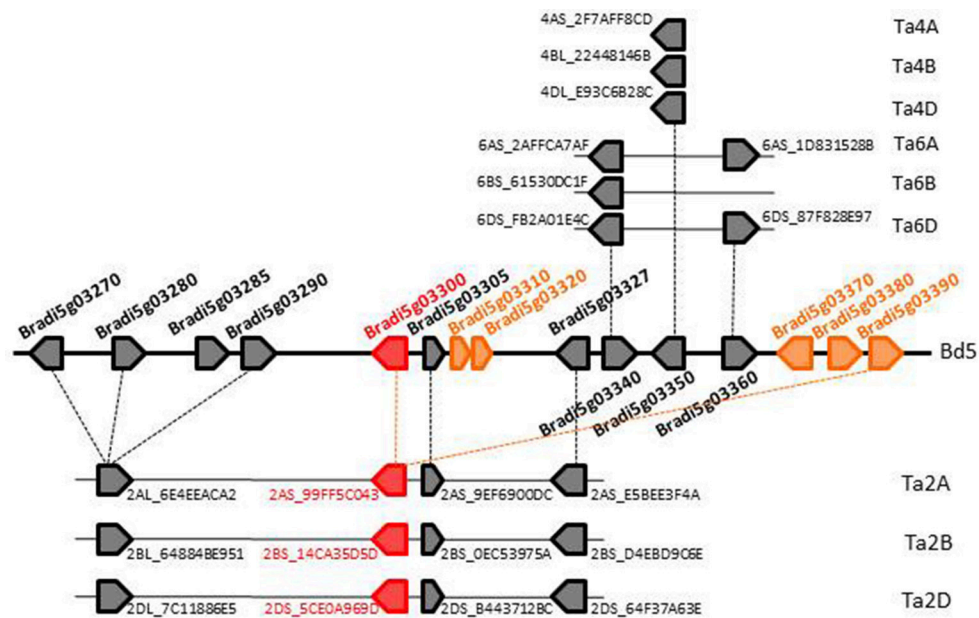 4AS_2F7AFF8CD Ta4A
4BL_22448146B Ta4B
4DL_E93C6B28C Ta4D
6AS_2AFFCA7AF 6AS_1D831528B Ta6A
6BS_61530DC1F Ta6B
6DS_FB2A01E4C 6DS_87F828E97 Ta6D
Bradi5g03270 Bradi5g03280 Bradi5g03285 Bradi5g03290 Bradi5g03300 Bradi5g03305 Bradi5g03310 Bradi5g03320 Bradi5g03327 Bradi5g03370 Bradi5g03380 Bradi5g03390
Bd5
Bradi5g03340 Bradi5g03350 Bradi5g03360
2AL_6E4EEACA2 2AS_99FF5C043 2AS_9EF6900DC 2AS_E5BEE3F4A Ta2A
2BL_64884BE951 2BS_14CA35D5D 2BS_0EC53975A 2BS_D4EBD9C6E Ta2B
2DL_7C11886E5 2DS_5CE0A969D 2DS_B443712BC 2DS_64F37A63E Ta2D